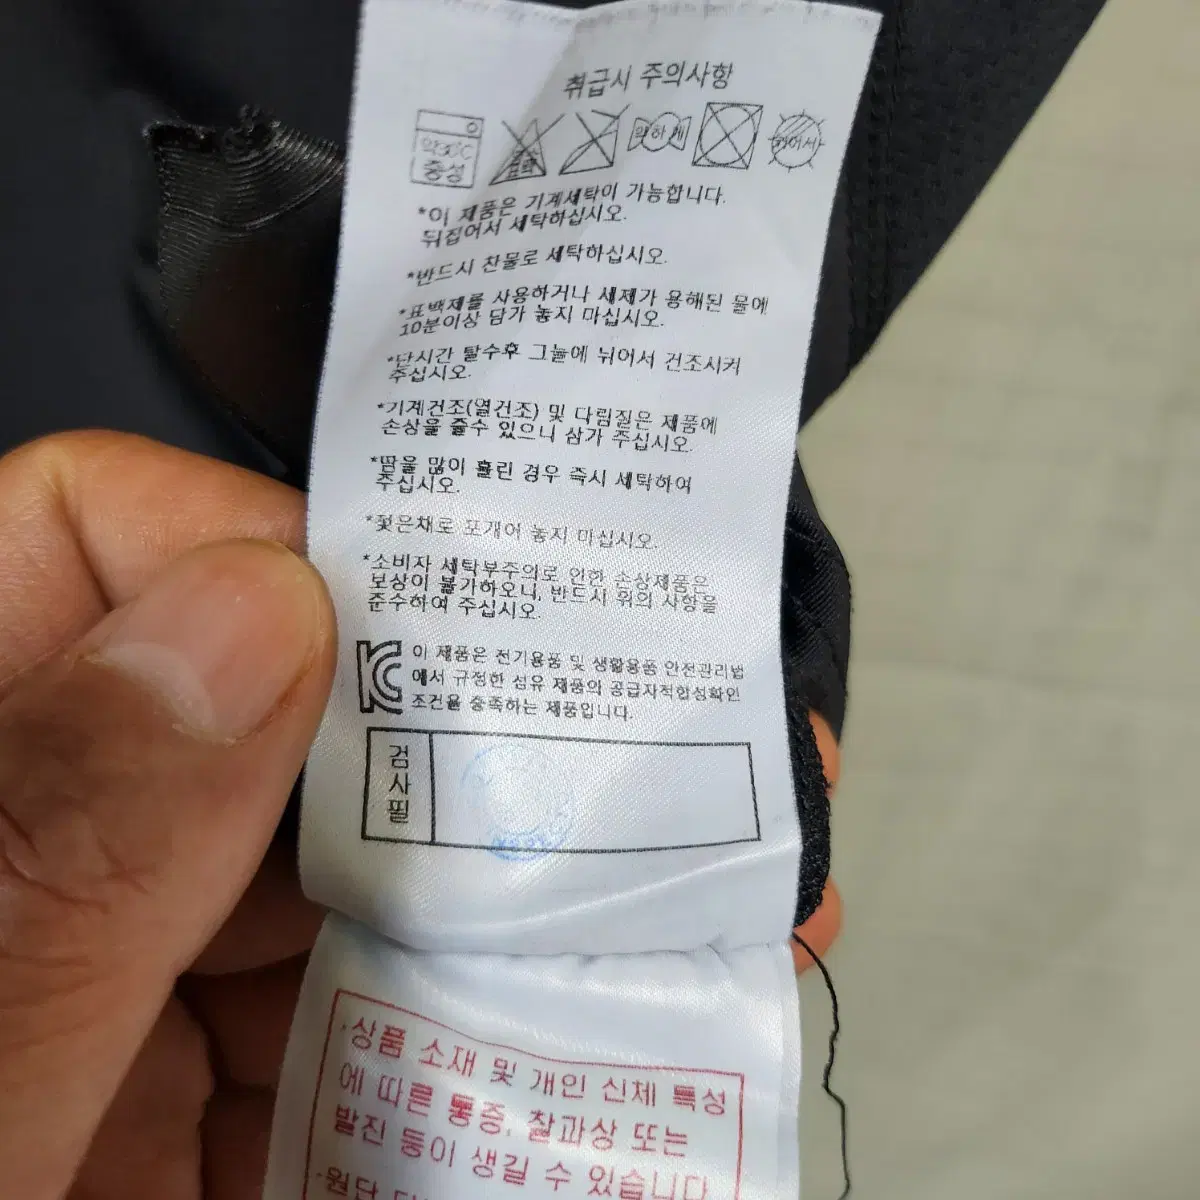 취급시 주의사항
약30℃
중성
표백
약하게
뉘어서
*이 제품은 기계세탁이 가능합니다.
뒤집어서 세탁하십시오.
*반드시 찬물로 세탁하십시오.
*표백제를 사용하거나 세제가 용해된 물에
10분이상 담가 놓지 마십시오.
*단시간 탈수후 그늘에 뉘어서 건조시켜
주십시오.
*기계건조(열건조) 및 다림질은 제품에
손상을 줄수 있으니 삼가 주십시오.
*땀을 많이 흘린 경우 즉시 세탁하여
주십시오.
*젖은채로 포개어 놓지 마십시오.
*소비자 세탁부주의로 인한 손상제품은
보상이 불가하오니, 반드시 위의 사항을
준수하여 주십시오.
이 제품은 전기용품 및 생활용품 안전관리법
에서 규정한 섬유 제품의 공급자적합성확인
조건을 충족하는 제품입니다.
검사필
·상품 소재 및 개인 신체 특성
에 따른 통증, 찰과상 또는
발진 등이 생길 수 있습니다
·원단